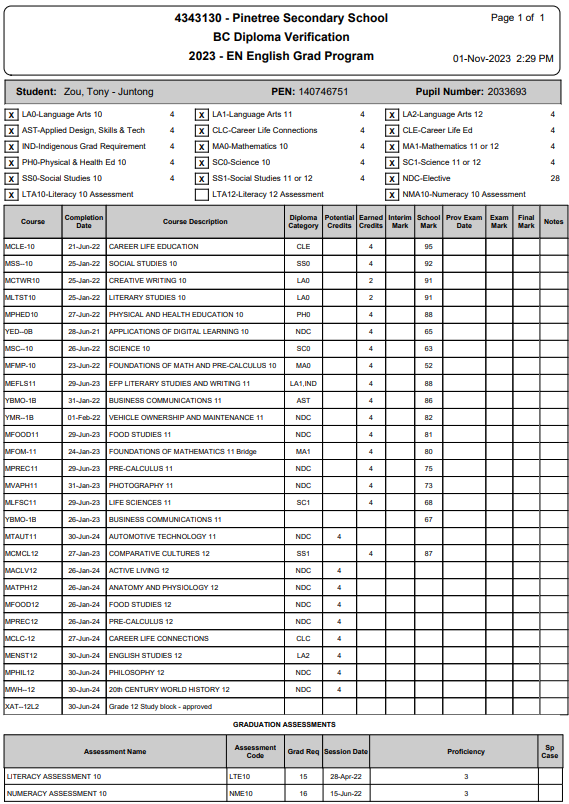 4343130 - Pinetree Secondary School Page 1 of 1
BC Diploma Verification
2023 - EN English Grad Program
01-Nov-2023 2:29 PM
Student: Zou, Tony - Juntong PEN: 140746751 Pupil Number: 2033693
X LA0-Language Arts 10 4 X LA1-Language Arts 11 4 X LA2-Language Arts 12 4
X AST-Applied Design, Skills & Tech 4 X CLC-Career Life Connections 4 X CLE-Career Life Ed 4
X IND-Indigenous Grad Requirement 4 X MA0-Mathematics 10 4 X MA1-Mathematics 11 or 12 4
X PH0-Physical & Health Ed 10 4 X SC0-Science 10 4 X SC1-Science 11 or 12 4
X SS0-Social Studies 10 4 X SS1-Social Studies 11 or 12 4 X NDC-Elective 28
X LTA10-Literacy 10 Assessment LTA12-Literacy 12 Assessment X NMA10-Numeracy 10 Assessment
Course Completion Date Course Description Diploma Category Potential Credits Earned Credits Interim Mark School Mark Prov Exam Date Exam Mark Final Mark Notes
MCLE-10 21-Jun-22 CAREER LIFE EDUCATION CLE 4 95
MSS--10 25-Jan-22 SOCIAL STUDIES 10 SS0 4 92
MCTWR10 25-Jan-22 CREATIVE WRITING 10 LA0 2 91
MLTST10 25-Jan-22 LITERARY STUDIES 10 LA0 2 91
MPHED10 27-Jun-22 PHYSICAL AND HEALTH EDUCATION 10 PH0 4 88
YED--0B 28-Jun-21 APPLICATIONS OF DIGITAL LEARNING 10 NDC 4 65
MSC--10 26-Jun-22 SCIENCE 10 SC0 4 63
MFMP-10 23-Jun-22 FOUNDATIONS OF MATH AND PRE-CALCULUS 10 MA0 4 52
MEFLS11 29-Jun-23 EFP LITERARY STUDIES AND WRITING 11 LA1,IND 4 88
YBMO-1B 31-Jan-22 BUSINESS COMMUNICATIONS 11 AST 4 86
YMR--1B 01-Feb-22 VEHICLE OWNERSHIP AND MAINTENANCE 11 NDC 4 82
MFOOD11 29-Jun-23 FOOD STUDIES 11 NDC 4 81
MFOM-11 24-Jan-23 FOUNDATIONS OF MATHEMATICS 11 Bridge MA1 4 80
MPREC11 29-Jun-23 PRE-CALCULUS 11 NDC 4 75
MVAPH11 31-Jan-23 PHOTOGRAPHY 11 NDC 4 73
MLFSC11 29-Jun-23 LIFE SCIENCES 11 SC1 4 68
YBMO-1B 26-Jan-23 BUSINESS COMMUNICATIONS 11 67
MTAUT11 30-Jun-24 AUTOMOTIVE TECHNOLOGY 11 NDC 4
MCMCL12 27-Jan-23 COMPARATIVE CULTURES 12 SS1 4 87
MACLV12 26-Jan-24 ACTIVE LIVING 12 NDC 4
MATPH12 26-Jan-24 ANATOMY AND PHYSIOLOGY 12 NDC 4
MFOOD12 26-Jan-24 FOOD STUDIES 12 NDC 4
MPREC12 26-Jan-24 PRE-CALCULUS 12 NDC 4
MCLC-12 27-Jun-24 CAREER LIFE CONNECTIONS CLC 4
MENST12 30-Jun-24 ENGLISH STUDIES 12 LA2 4
MPHIL12 30-Jun-24 PHILOSOPHY 12 NDC 4
MWH--12 30-Jun-24 20th CENTURY WORLD HISTORY 12 NDC 4
XAT--12L2 30-Jun-24 Grade 12 Study block - approved
GRADUATION ASSESSMENTS
Assessment Name Assessment Code Grad Req Session Date Proficiency Sp Case
LITERACY ASSESSMENT 10 LTE10 15 28-Apr-22 3
NUMERACY ASSESSMENT 10 NME10 16 15-Jun-22 3